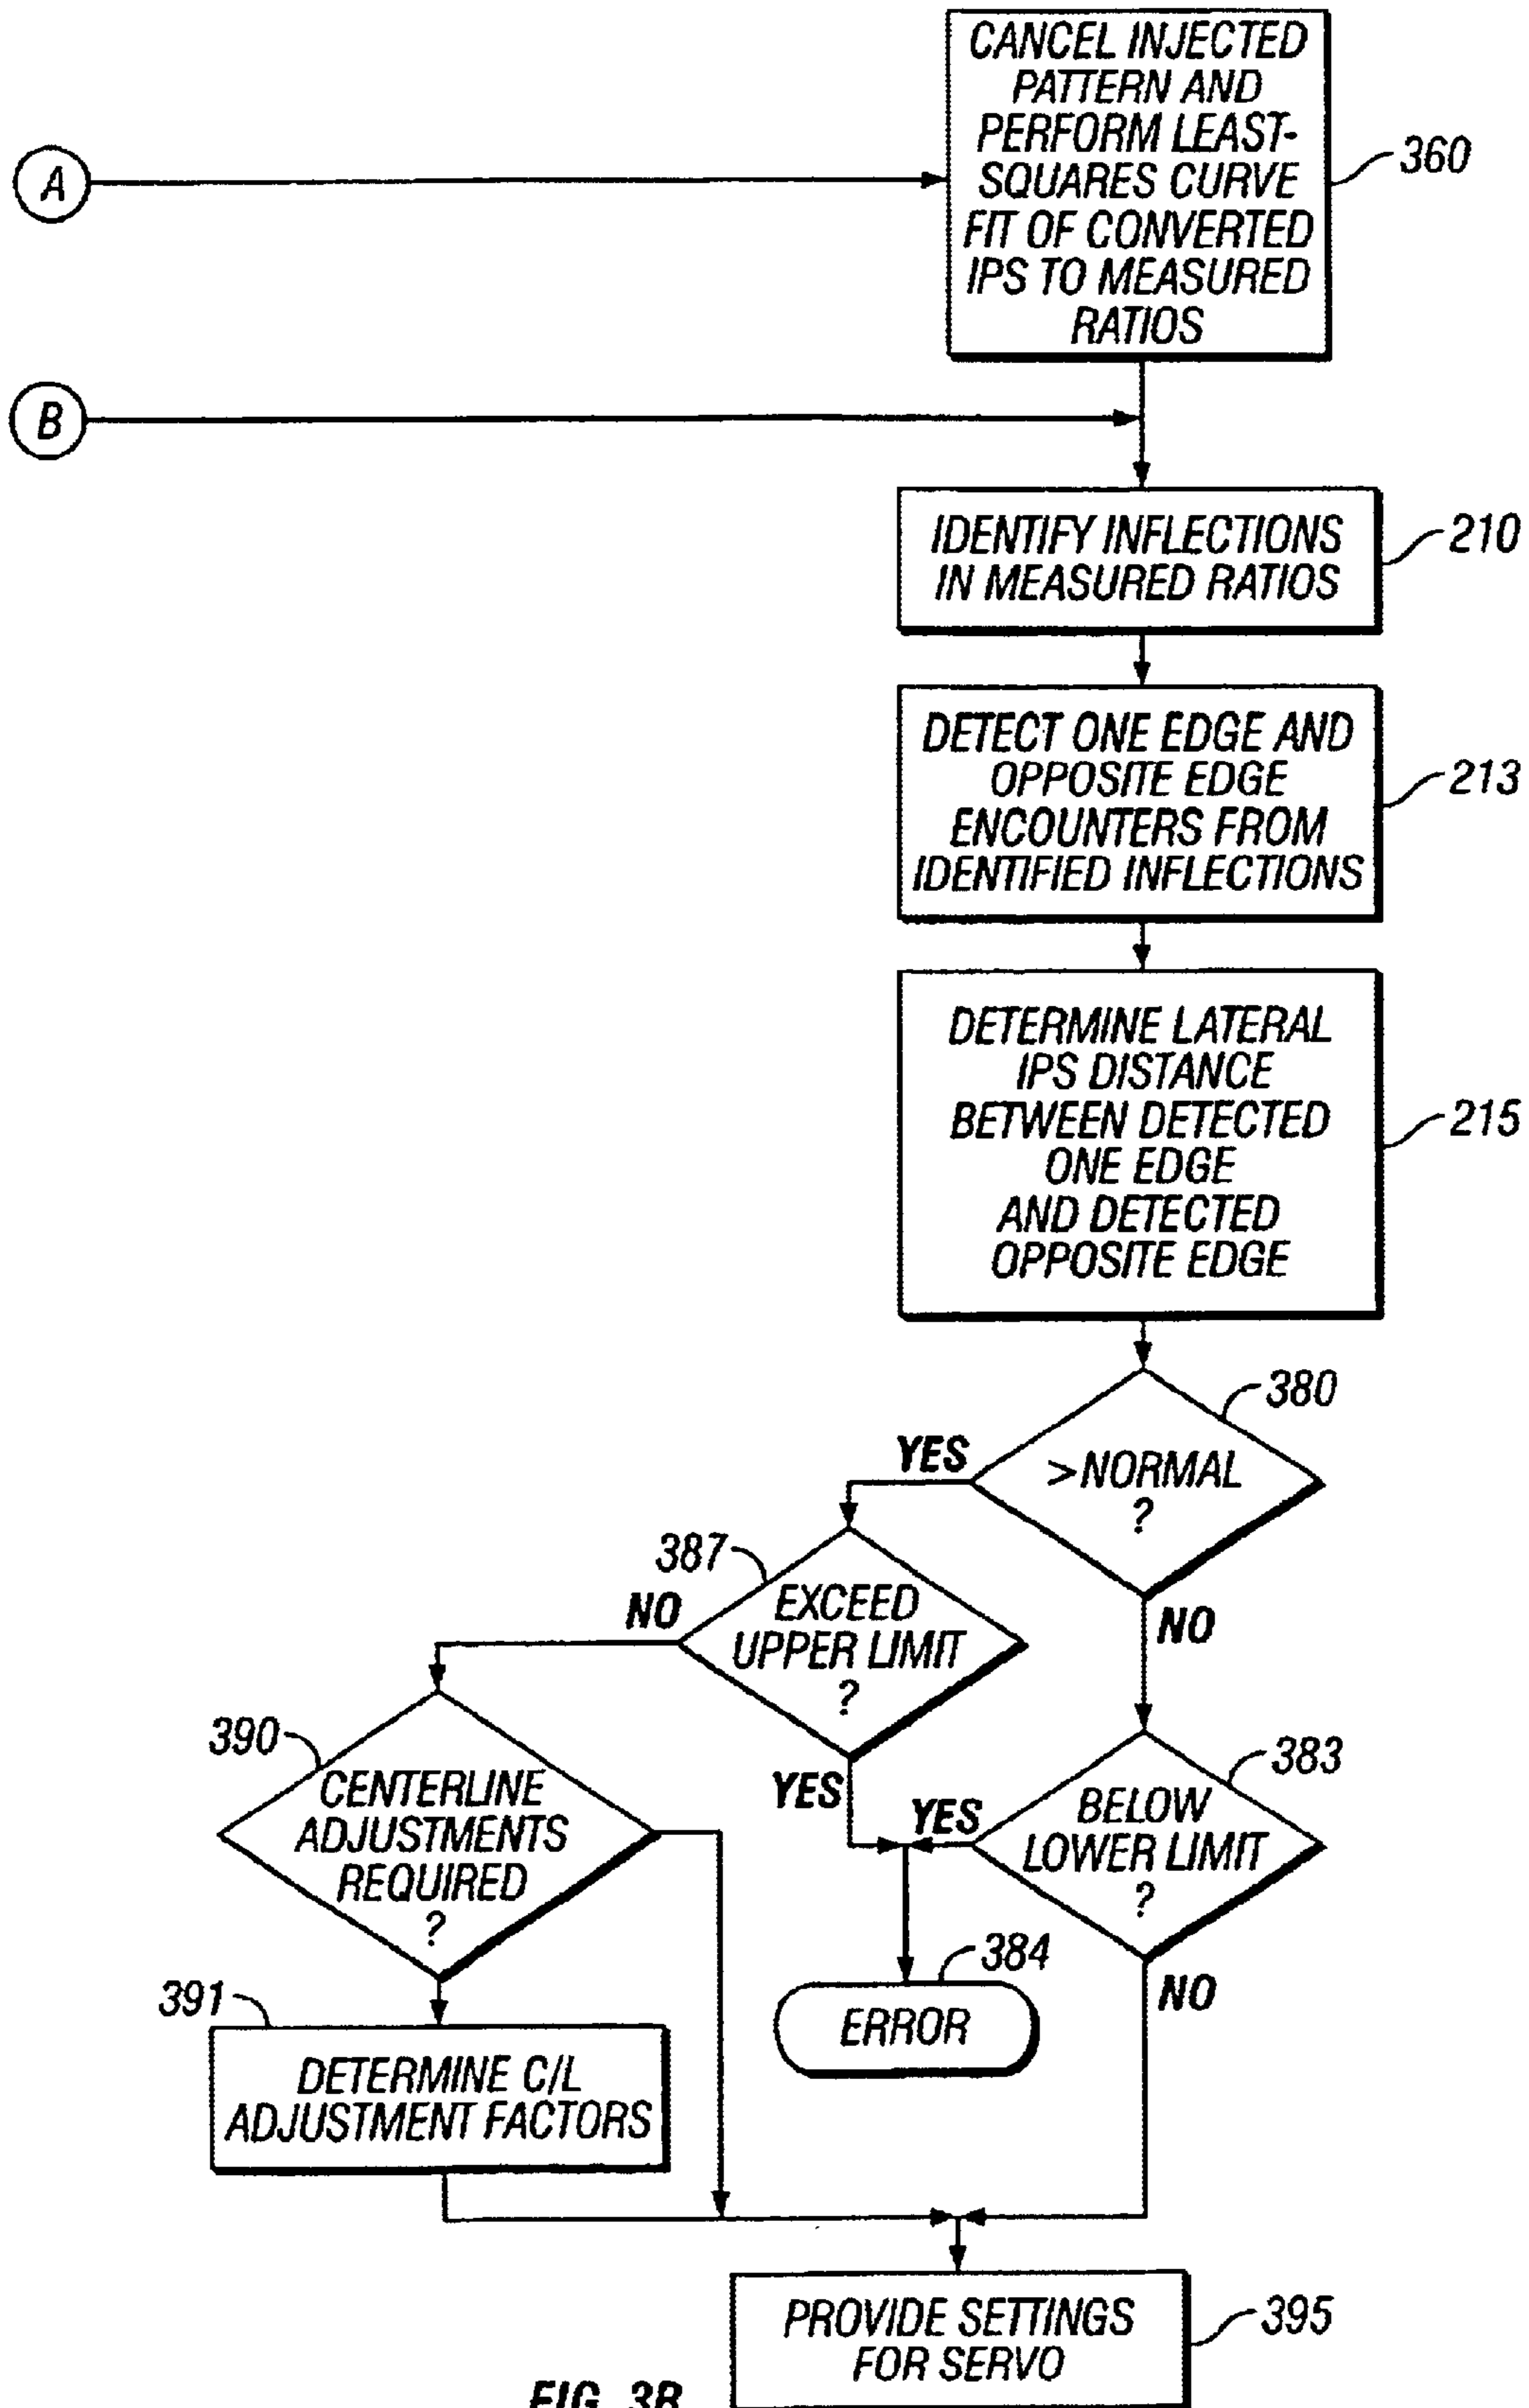 CANCEL INJECTED
PATTERN AND
PERFORM LEAST-
SQUARES CURVE
FIT OF CONVERTED
IPS TO MEASURED
RATIOS
360
A
B
IDENTIFY INFLECTIONS
IN MEASURED RATIOS
210
DETECT ONE EDGE AND
OPPOSITE EDGE
ENCOUNTERS FROM
IDENTIFIED INFLECTIONS
213
DETERMINE LATERAL
IPS DISTANCE
BETWEEN DETECTED
ONE EDGE
AND DETECTED
OPPOSITE EDGE
215
380
YES
>NORMAL
?
NO
387
NO
EXCEED
UPPER LIMIT
?
YES
390
CENTERLINE
ADJUSTMENTS
REQUIRED
?
383
YES
BELOW
LOWER LIMIT
?
NO
384
ERROR
391
DETERMINE C/L
ADJUSTMENT FACTORS
PROVIDE SETTINGS
FOR SERVO
395
FIG. 3B